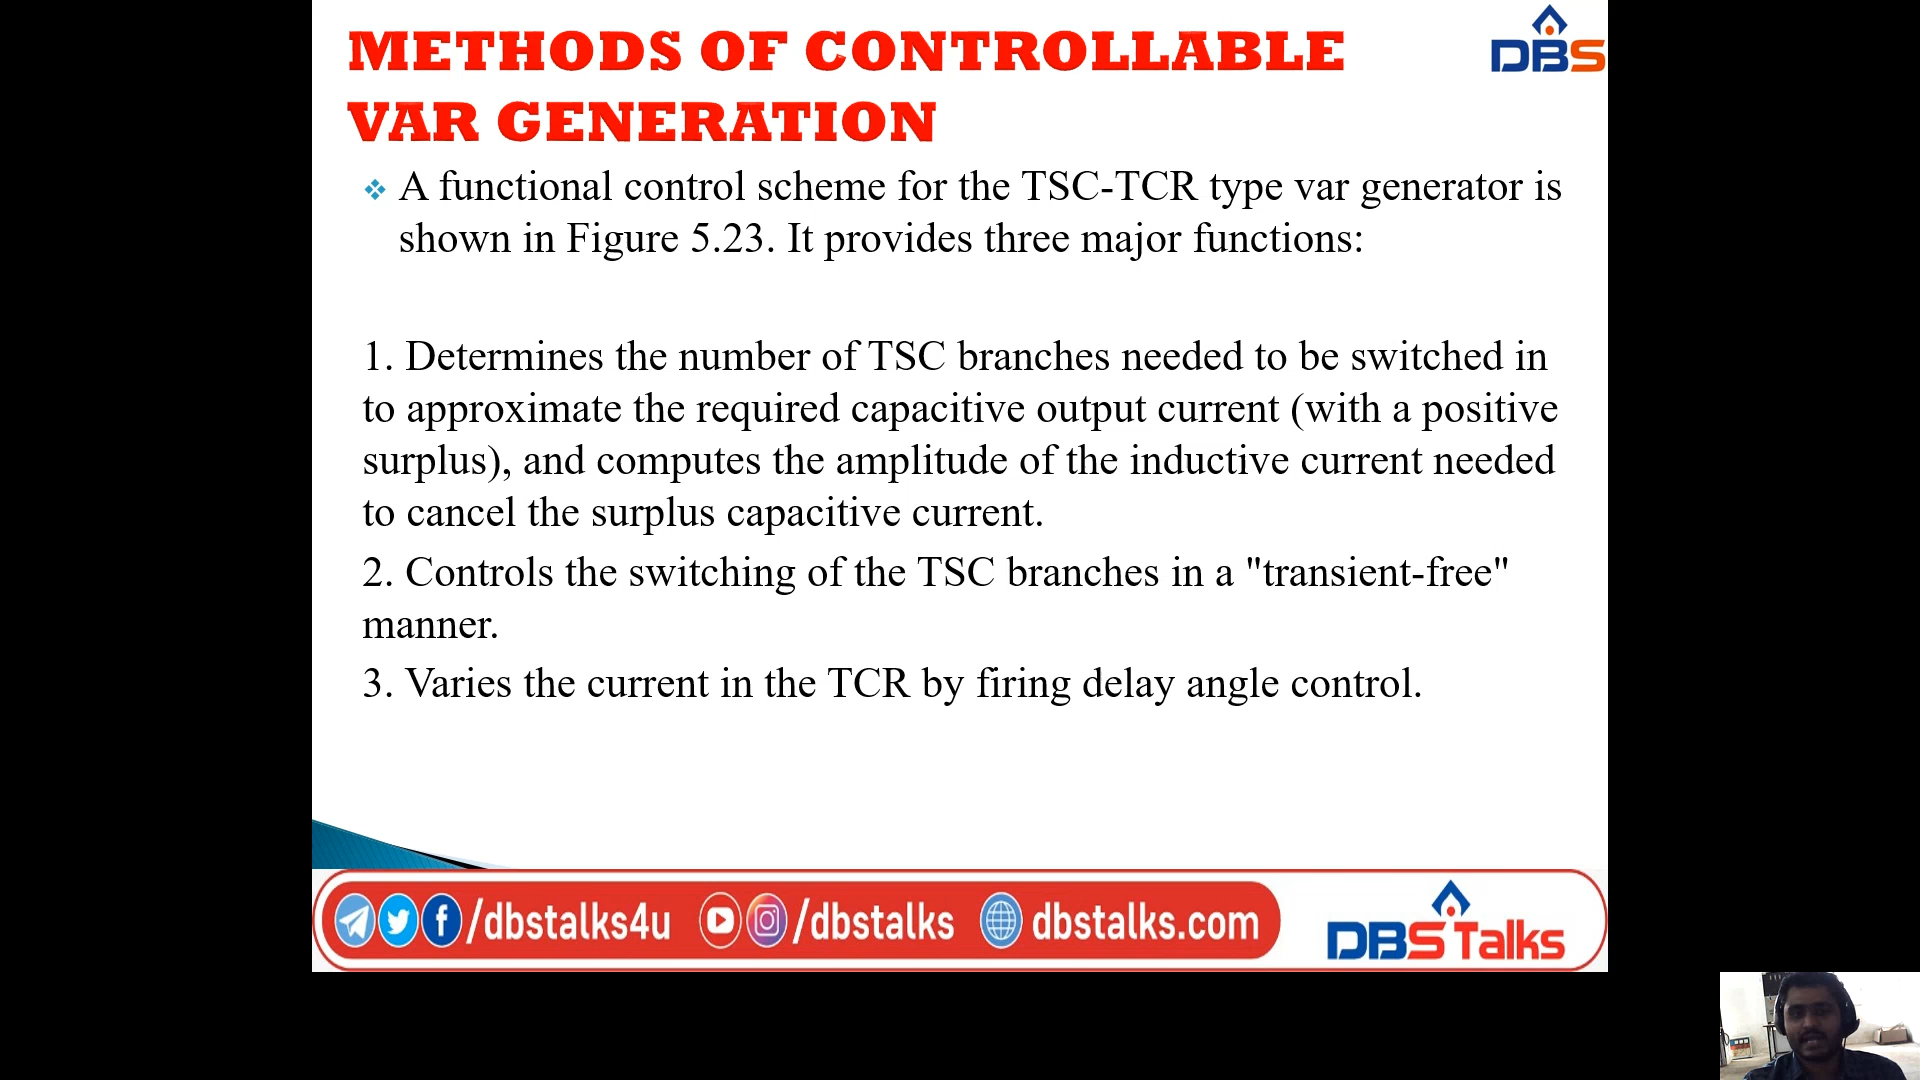 METHODS OF CONTROLLABLE
VAR GENERATION
DBS
A functional control scheme for the TSC-TCR type var generator is
shown in Figure 5.23. It provides three major functions:
1. Determines the number of TSC branches needed to be switched in
to approximate the required capacitive output current (with a positive
surplus), and computes the amplitude of the inductive current needed
to cancel the surplus capacitive current.
2. Controls the switching of the TSC branches in a "transient-free"
manner.
3. Varies the current in the TCR by firing delay angle control.
/dbstalks4u /dbstalks dbstalks.com
DBS Talks